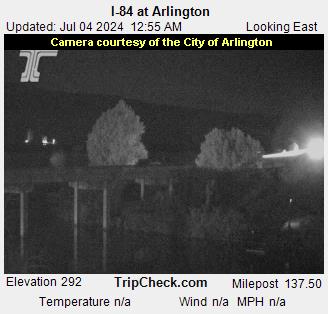 I-84 at Arlington
Updated: Jul 04 2024 12:55 AM Looking East
Camera courtesy of the City of Arlington
Elevation 292 TripCheck.com Milepost 137.50
Temperature n/a Wind n/a MPH n/a